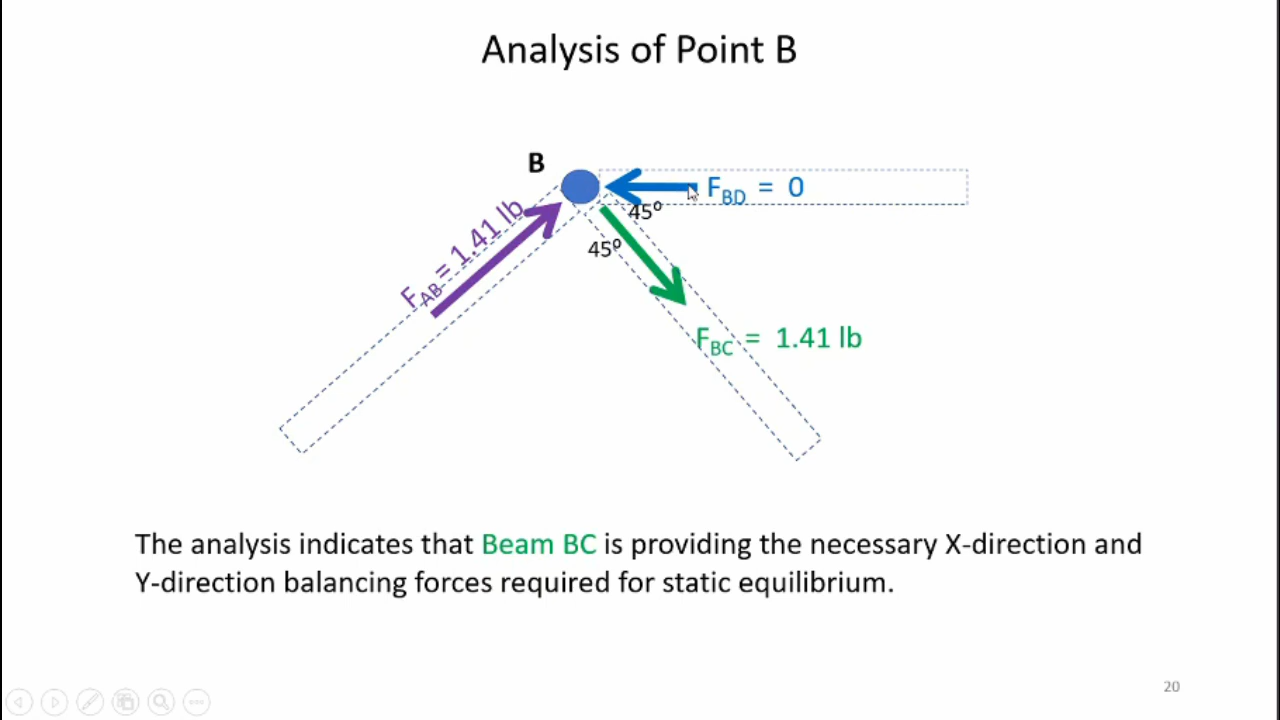 Analysis of Point B
B
F_BD = 0
45º
F_AB = 1.41 lb
45º
F_BC = 1.41 lb
The analysis indicates that Beam BC is providing the necessary X-direction and
Y-direction balancing forces required for static equilibrium.
20